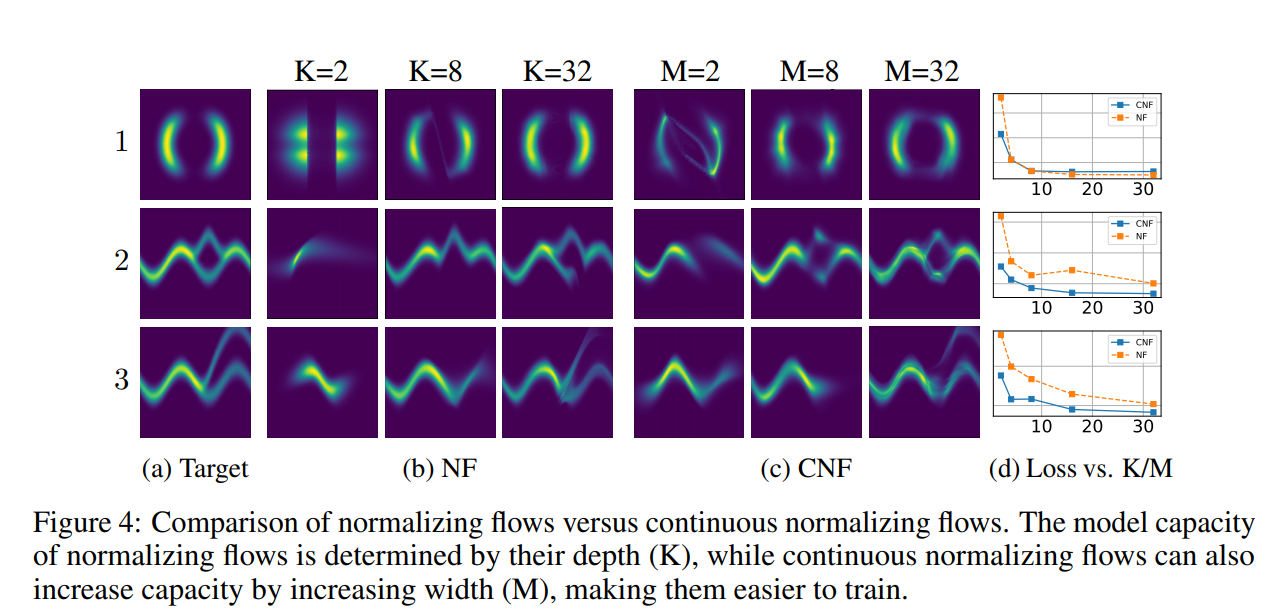 K=2 K=8 K=32 M=2 M=8 M=32
1
CNF
NF
10 20 30
2
CNF
NF
10 20 30
3
CNF
NF
10 20 30
(a) Target (b) NF (c) CNF (d) Loss vs. K/M
Figure 4: Comparison of normalizing flows versus continuous normalizing flows. The model capacity
of normalizing flows is determined by their depth (K), while continuous normalizing flows can also
increase capacity by increasing width (M), making them easier to train.